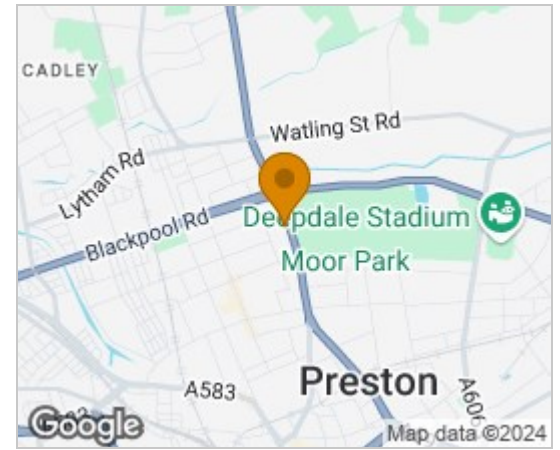 CADLEY
Watling St Rd
Lytham Rd
Blackpool Rd
Deepdale Stadium
Moor Park
A583
Preston
Google
Map data ©2024